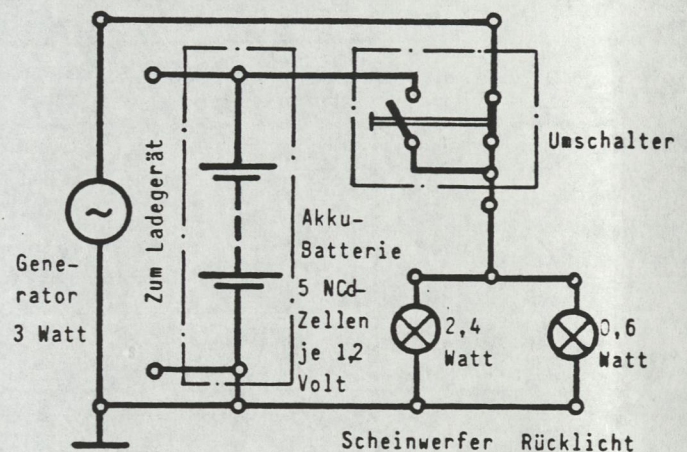 Gene-
rator
3 Watt
~
Zum Ladegerät
Akku-
Batterie
5 NCd-
Zellen
je 1,2
Volt
Umschalter
2,4
Watt
0,6
Watt
Scheinwerfer
Rücklicht